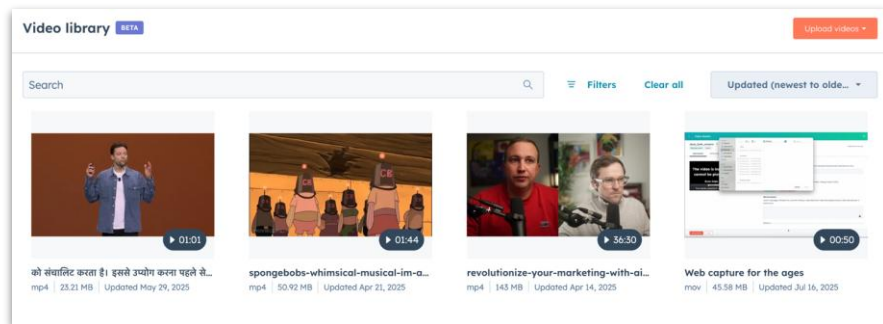 Video library BETA
Upload videos
Search
Filters
Clear all
Updated (newest to olde...
01:01
01:44
36:30
00:50
को संचालित करता है। इससे उपयोग करना पहले से...
spongebobs-whimsical-musical-im-a...
revolutionize-your-marketing-with-ai...
Web capture for the ages
mp4 | 23.21 MB | Updated May 29, 2025
mp4 | 50.92 MB | Updated Apr 21, 2025
mp4 | 143 MB | Updated Apr 14, 2025
mov | 45.58 MB | Updated Jul 16, 2025